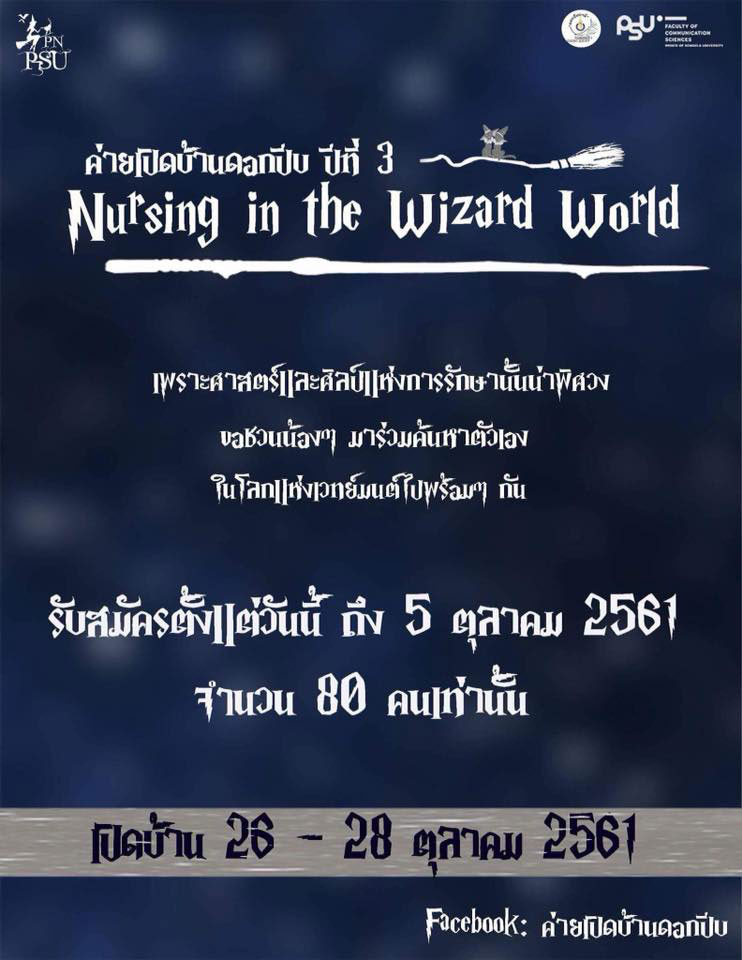 PN
PSU
PSU
FACULTY OF
COMMUNICATION
SCIENCES
PRINCE OF SONGKLA UNIVERSITY
ค่ายเปิดบ้านดอกปีบ ปีที่ 3
Nursing in the Wizard World
เพราะศาสตร์และศิลป์แห่งการรักษานั้นน่าพิศวง
ขอชวนน้องๆ มาร่วมค้นหาตัวเอง
ในโลกแห่งเวทย์มนต์ไปพร้อมๆ กัน
รับสมัครตั้งแต่วันนี้ ถึง 5 ตุลาคม 2561
จำนวน 80 คนเท่านั้น
เปิดบ้าน 26 - 28 ตุลาคม 2561
Facebook: ค่ายเปิดบ้านดอกปีบ